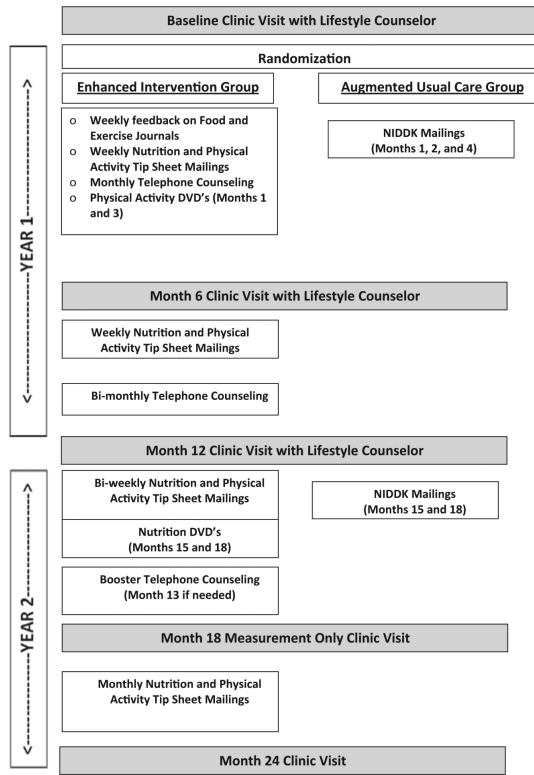 Baseline Clinic Visit with Lifestyle Counselor
Randomization
Enhanced Intervention Group
Augmented Usual Care Group
o Weekly feedback on Food and
Exercise Journals
o Weekly Nutrition and Physical
Activity Tip Sheet Mailings
o Monthly Telephone Counseling
o Physical Activity DVD's (Months 1
and 3)
NIDDK Mailings
(Months 1, 2, and 4)
<-----------YEAR 1----------->
Month 6 Clinic Visit with Lifestyle Counselor
Weekly Nutrition and Physical
Activity Tip Sheet Mailings
Bi-monthly Telephone Counseling
Month 12 Clinic Visit with Lifestyle Counselor
Bi-weekly Nutrition and Physical
Activity Tip Sheet Mailings
NIDDK Mailings
(Months 15 and 18)
Nutrition DVD's
(Months 15 and 18)
Booster Telephone Counseling
(Month 13 if needed)
<-----------YEAR 2----------->
Month 18 Measurement Only Clinic Visit
Monthly Nutrition and Physical
Activity Tip Sheet Mailings
Month 24 Clinic Visit